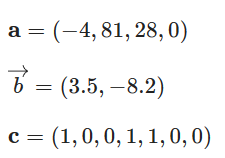 a = (−4, 81, 28, 0)
b⃗ = (3.5, −8.2)
c = (1, 0, 0, 1, 1, 0, 0)